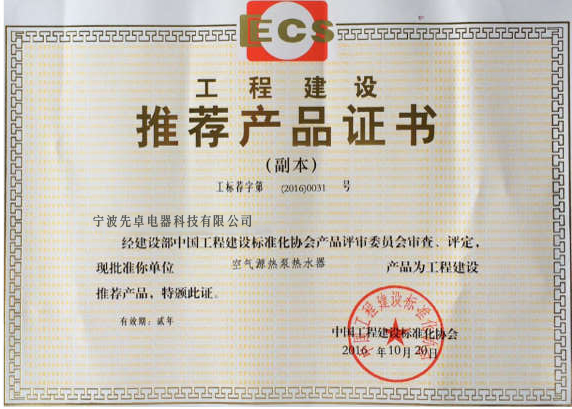 ECS
工程建设
推荐产品证书
(副本)
工标荐字第 (2016)0031 号
宁波先卓电器科技有限公司
经建设部中国工程建设标准化协会产品评审委员会审查、评定,
现批准你单位 空气源热泵热水器 产品为工程建设
推荐产品,特颁此证。
有效期:贰年
中国工程建设标准化协会
2016年10月20日